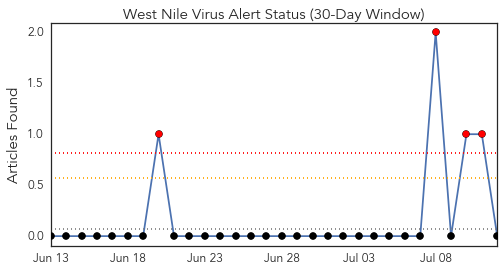 West Nile Virus Alert Status (30-Day Window)
Articles Found
2.0
1.5
1.0
0.5
0.0
Jun 13 Jun 18 Jun 23 Jun 28 Jul 03 Jul 08